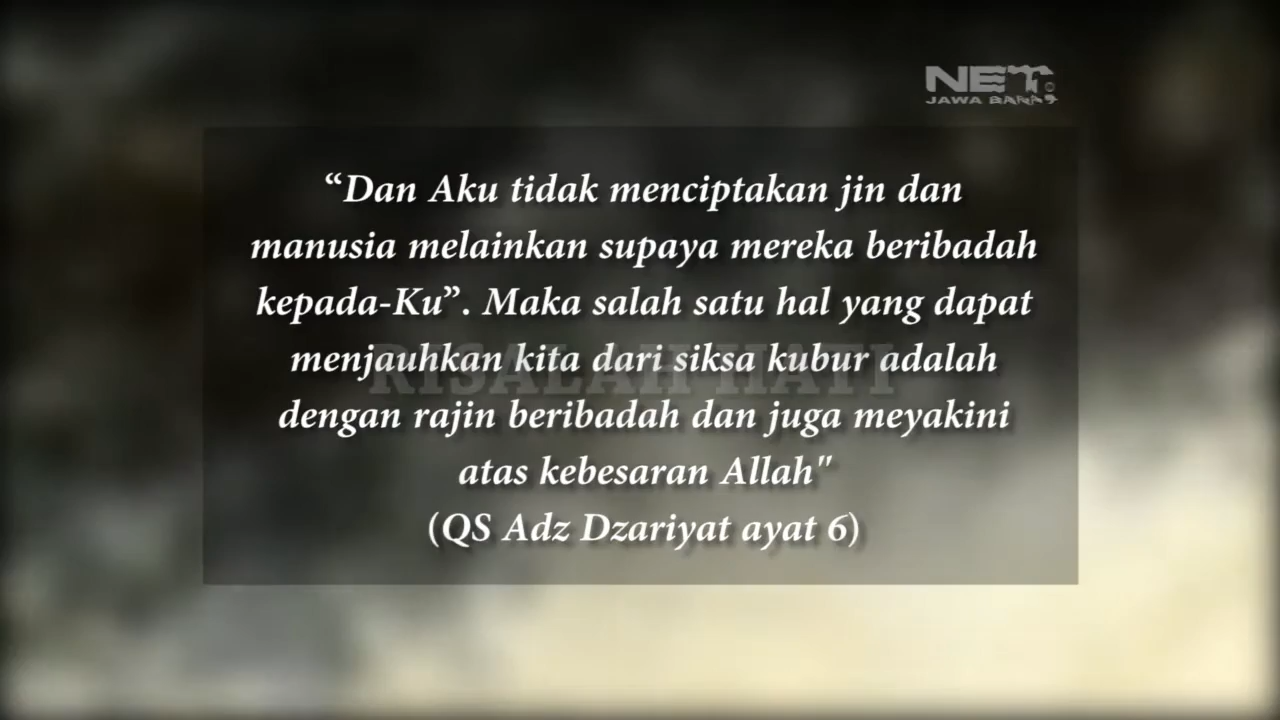 NET.
JAWA BARAT
“Dan Aku tidak menciptakan jin dan
manusia melainkan supaya mereka beribadah
kepada-Ku”. Maka salah satu hal yang dapat
menjauhkan kita dari siksa kubur adalah
RISALAH HATI
dengan rajin beribadah dan juga meyakini
atas kebesaran Allah"
(QS Adz Dzariyat ayat 6)